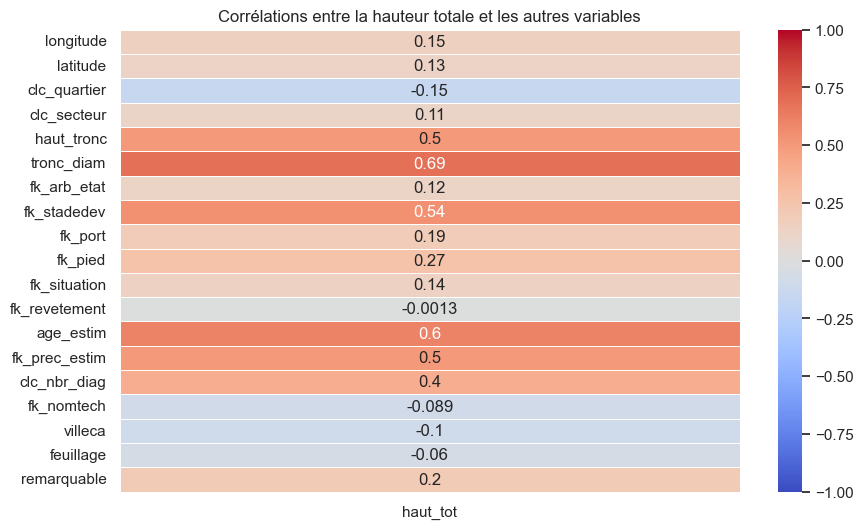 Corrélations entre la hauteur totale et les autres variables
longitude 0.15
latitude 0.13
clc_quartier -0.15
clc_secteur 0.11
haut_tronc 0.5
tronc_diam 0.69
fk_arb_etat 0.12
fk_stadedev 0.54
fk_port 0.19
fk_pied 0.27
fk_situation 0.14
fk_revetement -0.0013
age_estim 0.6
fk_prec_estim 0.5
clc_nbr_diag 0.4
fk_nomtech -0.089
villeca -0.1
feuillage -0.06
remarquable 0.2
haut_tot
1.00
0.75
0.50
0.25
0.00
−0.25
−0.50
−0.75
−1.00